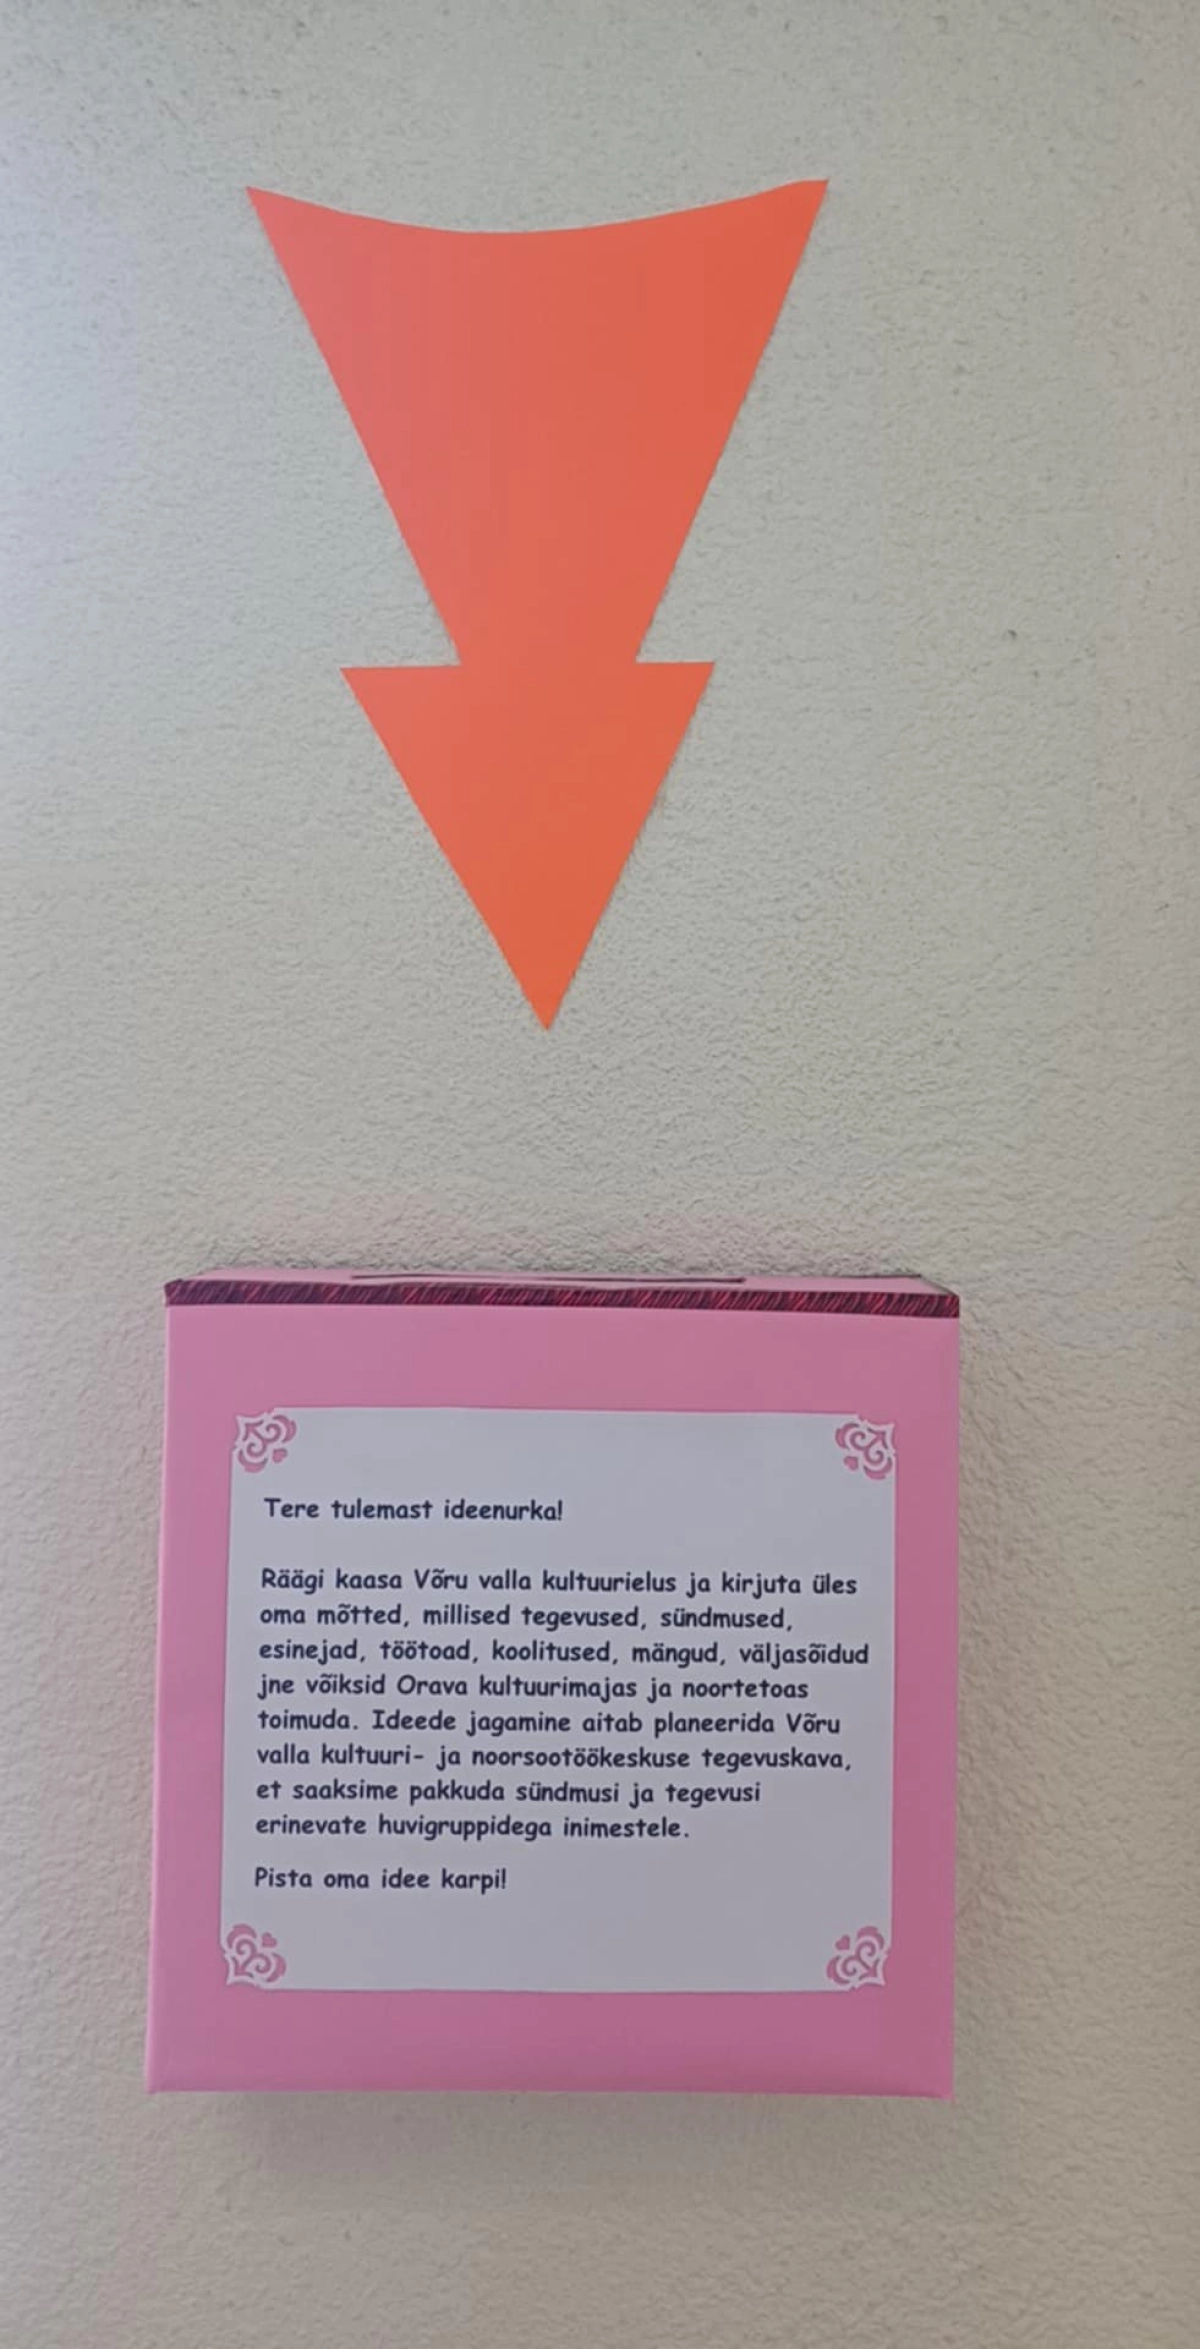 Tere tulemast ideenurka!
Räägi kaasa Võru valla kultuurielus ja kirjuta üles
oma mõtted, millised tegevused, sündmused,
esinejad, töötoad, koolitused, mängud, väljasõidud
jne võiksid Orava kultuurimajas ja noortetoas
toimuda. Ideede jagamine aitab planeerida Võru
valla kultuuri- ja noorsootöökeskuse tegevuskava,
et saaksime pakkuda sündmusi ja tegevusi
erinevate huvigruppidega inimestele.
Pista oma idee karpi!